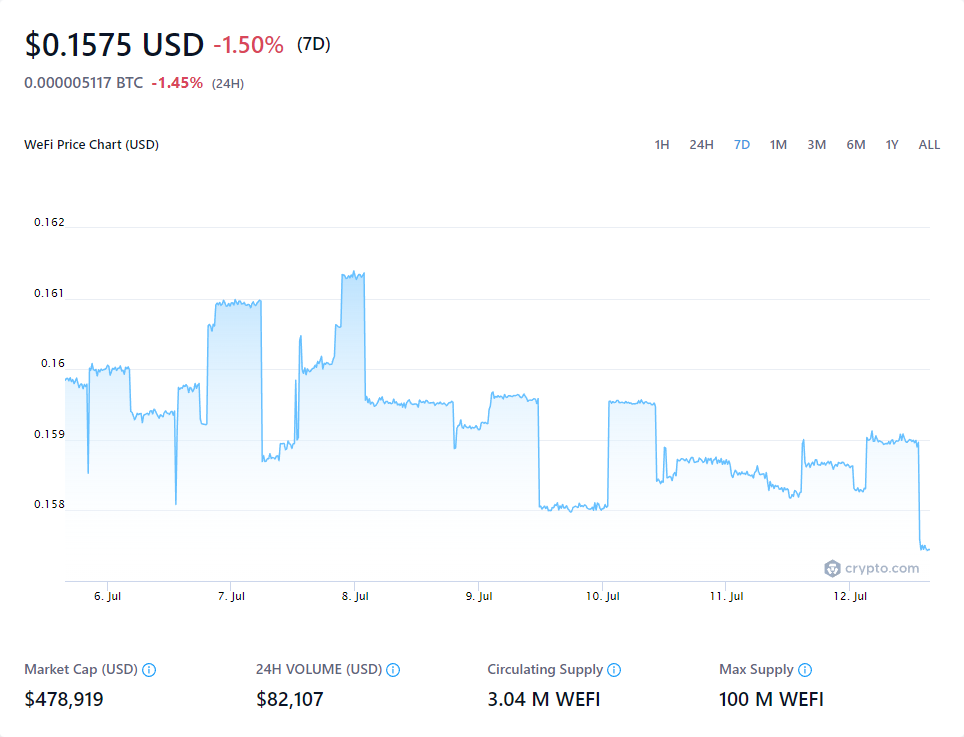 $0.1575 USD -1.50% (7D)
0.000005117 BTC -1.45% (24H)
WeFi Price Chart (USD) 1H 24H 7D 1M 3M 6M 1Y ALL
0.162
0.161
0.16
0.159
0.158
crypto.com
6. Jul 7. Jul 8. Jul 9. Jul 10. Jul 11. Jul 12. Jul
Market Cap (USD) 24H VOLUME (USD) Circulating Supply Max Supply
$478,919 $82,107 3.04 M WEFI 100 M WEFI